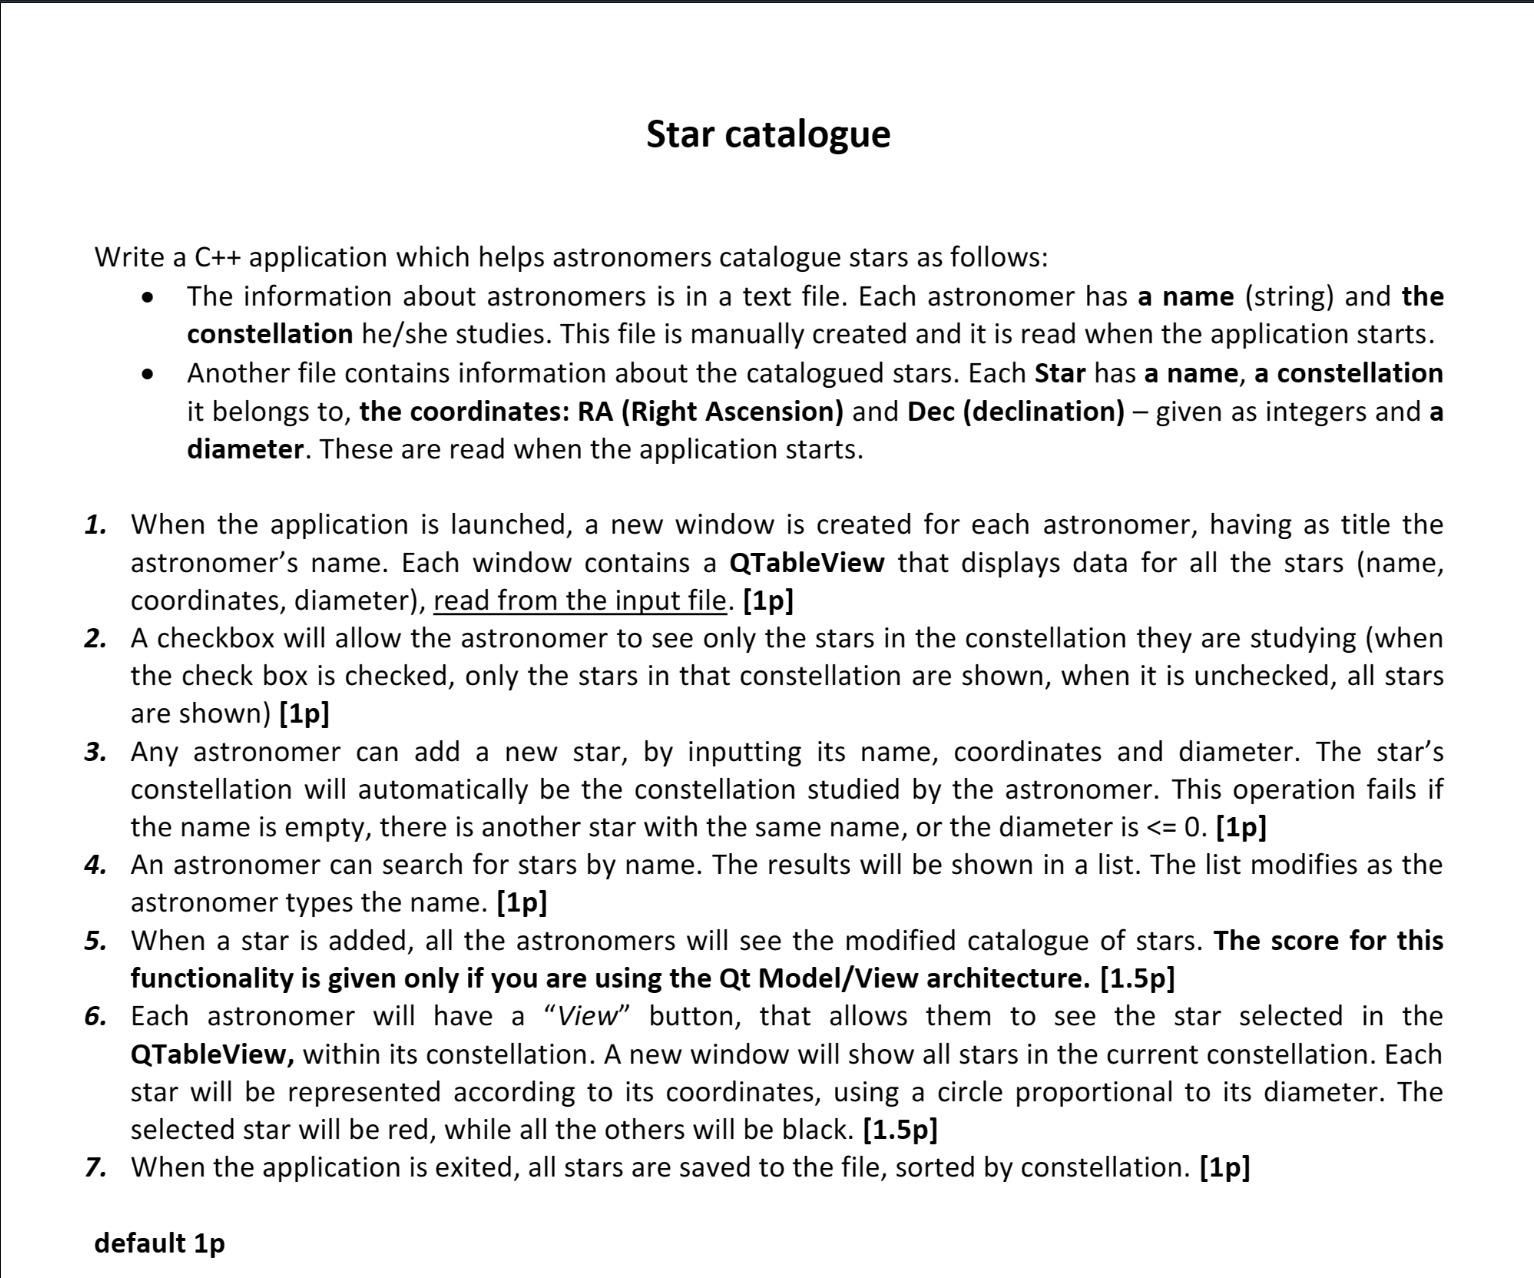 Star catalogue
Write a C++ application which helps astronomers catalogue stars as follows:
• The information about astronomers is in a text file. Each astronomer has a name (string) and the
constellation he/she studies. This file is manually created and it is read when the application starts.
• Another file contains information about the catalogued stars. Each Star has a name, a constellation
it belongs to, the coordinates: RA (Right Ascension) and Dec (declination) – given as integers and a
diameter. These are read when the application starts.
1. When the application is launched, a new window is created for each astronomer, having as title the
astronomer’s name. Each window contains a QTableView that displays data for all the stars (name,
coordinates, diameter), read from the input file. [1p]
2. A checkbox will allow the astronomer to see only the stars in the constellation they are studying (when
the check box is checked, only the stars in that constellation are shown, when it is unchecked, all stars
are shown) [1p]
3. Any astronomer can add a new star, by inputting its name, coordinates and diameter. The star’s
constellation will automatically be the constellation studied by the astronomer. This operation fails if
the name is empty, there is another star with the same name, or the diameter is <= 0. [1p]
4. An astronomer can search for stars by name. The results will be shown in a list. The list modifies as the
astronomer types the name. [1p]
5. When a star is added, all the astronomers will see the modified catalogue of stars. The score for this
functionality is given only if you are using the Qt Model/View architecture. [1.5p]
6. Each astronomer will have a “View” button, that allows them to see the star selected in the
QTableView, within its constellation. A new window will show all stars in the current constellation. Each
star will be represented according to its coordinates, using a circle proportional to its diameter. The
selected star will be red, while all the others will be black. [1.5p]
7. When the application is exited, all stars are saved to the file, sorted by constellation. [1p]
default 1p